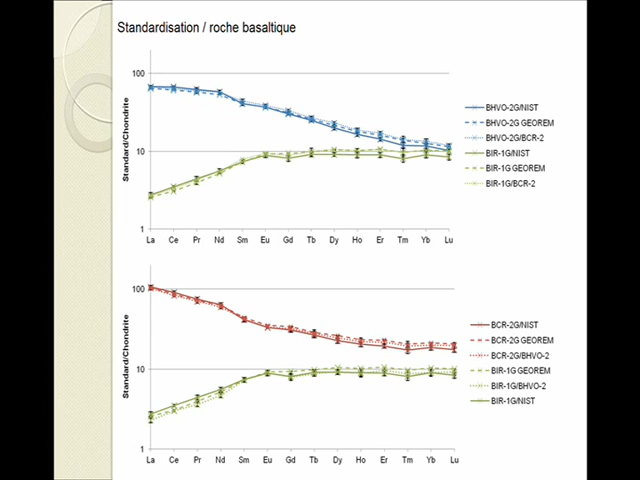 Standardisation / roche basaltique
Standard/Chondrite
100
10
1
La Ce Pr Nd Sm Eu Gd Tb Dy Ho Er Tm Yb Lu
BHVO-2G/NIST
BHVO-2G GEOREM
BHVO-2G/BCR-2
BIR-1G/NIST
BIR-1G GEOREM
BIR-1G/BCR-2
Standard/Chondrite
100
10
1
La Ce Pr Nd Sm Eu Gd Tb Dy Ho Er Tm Yb Lu
BCR-2G/NIST
BCR-2G GEOREM
BCR-2G/BHVO-2
BIR-1G GEOREM
BIR-1G/BHVO-2
BIR-1G/NIST